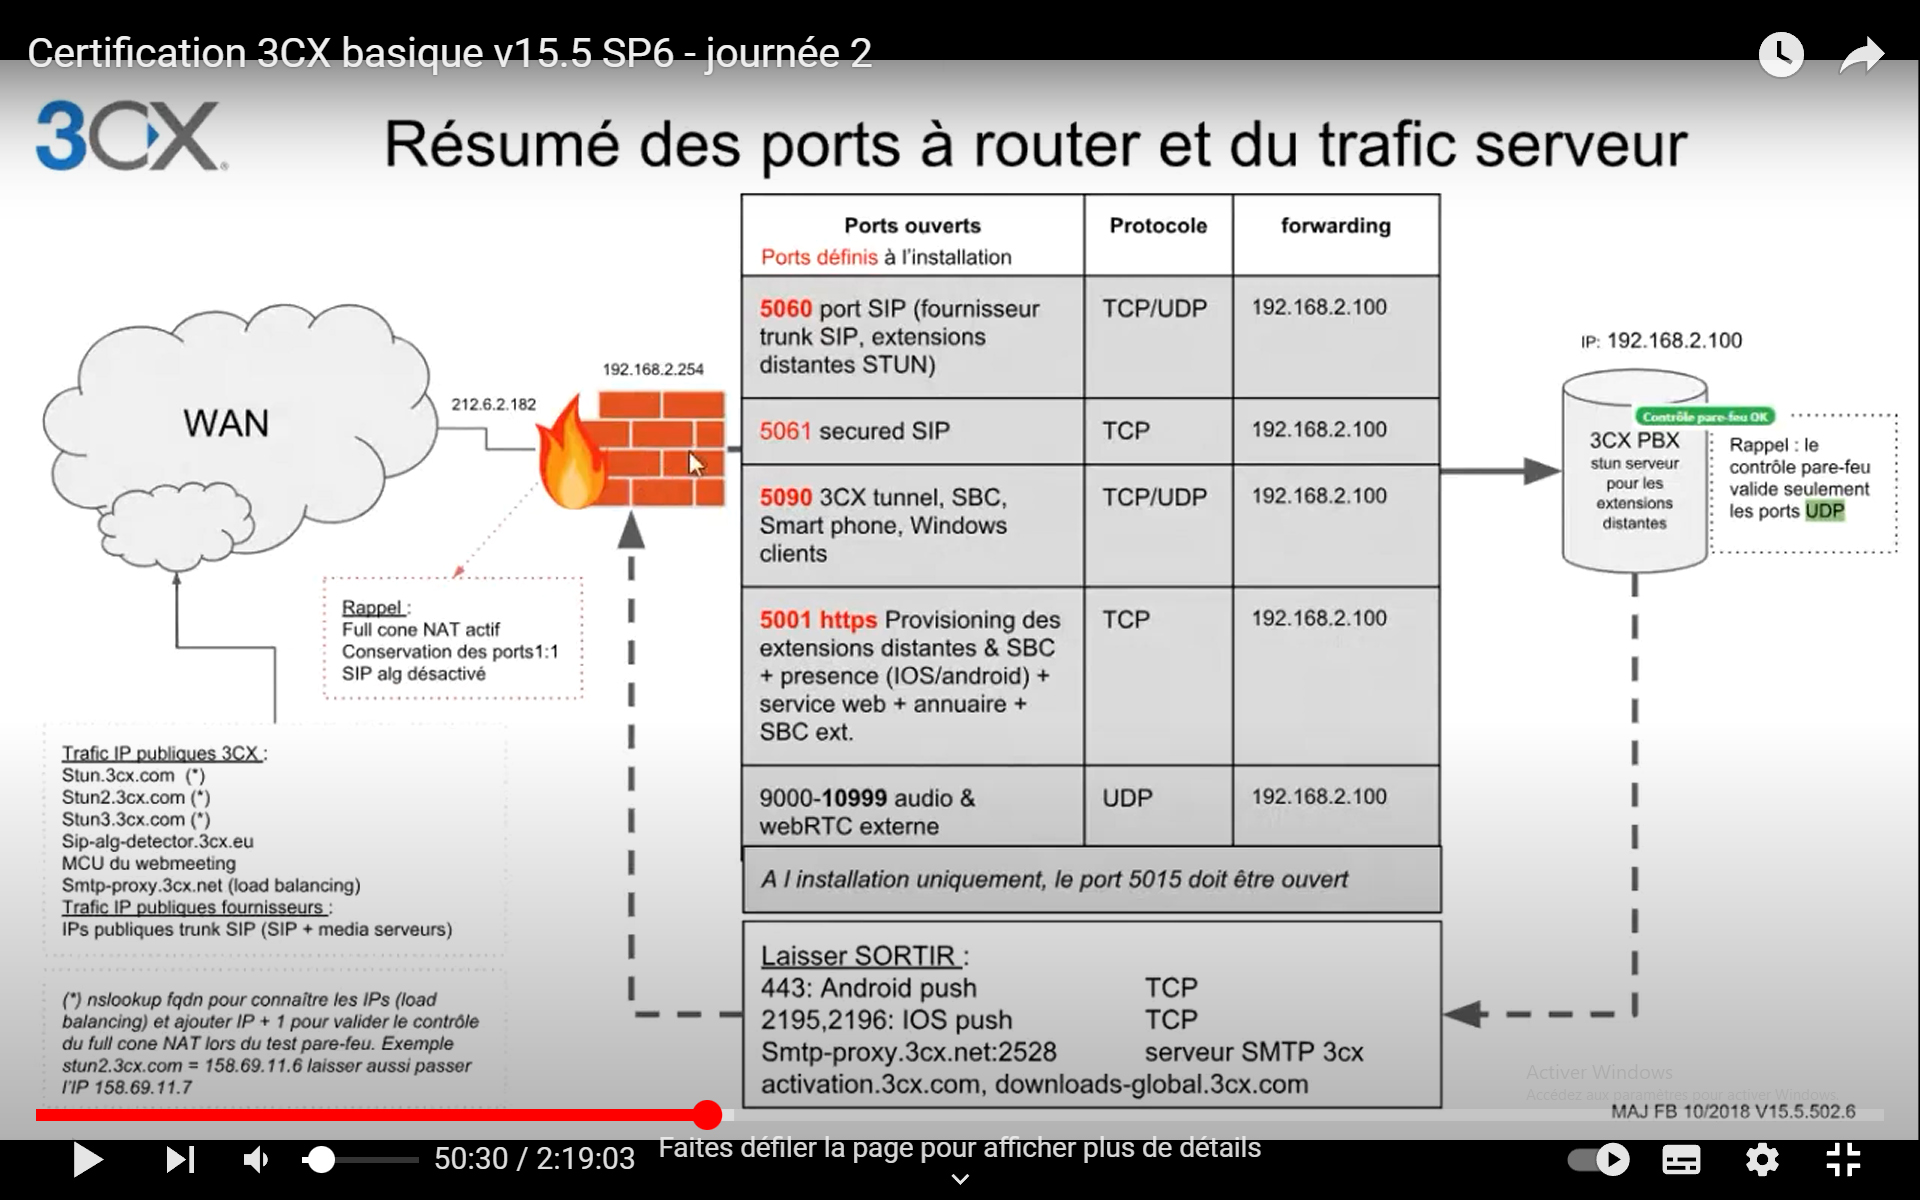 Certification 3CX basique v15.5 SP6 - journée 2
3CX
Résumé des ports à router et du trafic serveur
Ports ouverts
Ports définis à l'installation
Protocole
forwarding
5060 port SIP (fournisseur
trunk SIP, extensions
distantes STUN)
TCP/UDP
192.168.2.100
5061 secured SIP
TCP
192.168.2.100
5090 3CX tunnel, SBC,
Smart phone, Windows
clients
TCP/UDP
192.168.2.100
5001 https Provisioning des
extensions distantes & SBC
+ presence (IOS/android) +
service web + annuaire +
SBC ext.
TCP
192.168.2.100
9000-10999 audio &
webRTC externe
UDP
192.168.2.100
A l installation uniquement, le port 5015 doit être ouvert
Laisser SORTIR :
443: Android push TCP
2195,2196: IOS push TCP
Smtp-proxy.3cx.net:2528 serveur SMTP 3cx
activation.3cx.com, downloads-global.3cx.com
WAN
212.6.2.182
192.168.2.254
Rappel :
Full cone NAT actif
Conservation des ports1:1
SIP alg désactivé
Trafic IP publiques 3CX :
Stun.3cx.com (*)
Stun2.3cx.com (*)
Stun3.3cx.com (*)
Sip-alg-detector.3cx.eu
MCU du webmeeting
Smtp-proxy.3cx.net (load balancing)
Trafic IP publiques fournisseurs :
IPs publiques trunk SIP (SIP + media serveurs)
(*) nslookup fqdn pour connaître les IPs (load
balancing) et ajouter IP + 1 pour valider le contrôle
du full cone NAT lors du test pare-feu. Exemple
stun2.3cx.com = 158.69.11.6 laisser aussi passer
l'IP 158.69.11.7
IP: 192.168.2.100
Contrôle pare-feu OK
3CX PBX
stun serveur
pour les
extensions
distantes
Rappel : le
contrôle pare-feu
valide seulement
les ports UDP
Activer Windows
Accédez aux paramètres pour activer Windows.
MAJ FB 10/2018 V15.5.502.6
50:30 / 2:19:03
Faites défiler la page pour afficher plus de détails